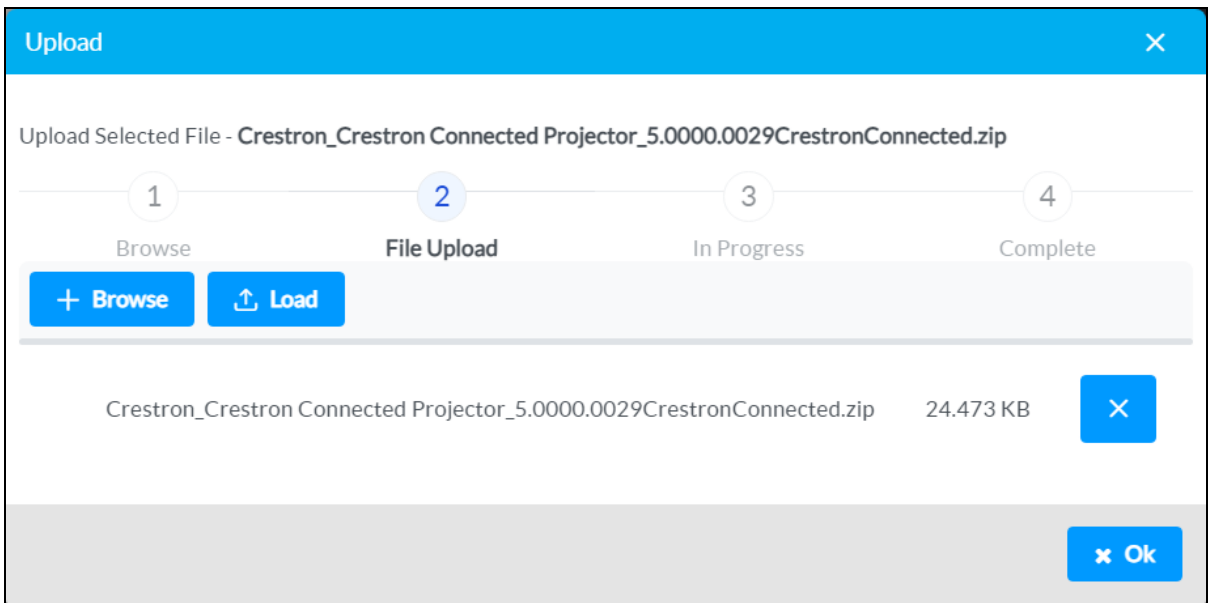 Upload
Upload Selected File - Crestron_Crestron Connected Projector_5.0000.0029CrestronConnected.zip
1 2 3 4
Browse File Upload In Progress Complete
Browse Load
Crestron_Crestron Connected Projector_5.0000.0029CrestronConnected.zip 24.473 KB
Ok